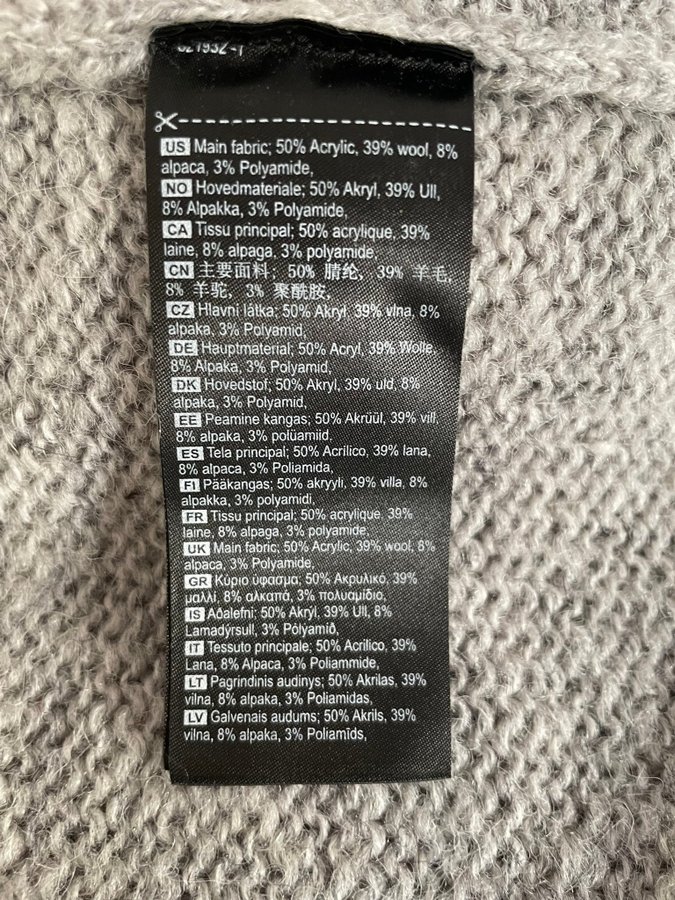 021932-1
US Main fabric; 50% Acrylic, 39% wool, 8%
alpaca, 3% Polyamide,
NO Hovedmateriale; 50% Akryl, 39% Ull,
8% Alpakka, 3% Polyamide,
CA Tissu principal; 50% acrylique, 39%
laine, 8% alpaga, 3% polyamide,
CN 主要面料; 50% 腈纶, 39% 羊毛,
8% 羊驼, 3% 聚酰胺,
CZ Hlavní látka; 50% Akryl, 39% vlna, 8%
alpaka, 3% Polyamid,
DE Hauptmaterial; 50% Acryl, 39% Wolle,
8% Alpaka, 3% Polyamid,
DK Hovedstof; 50% Akryl, 39% uld, 8%
alpaka, 3% Polyamid,
EE Peamine kangas; 50% Akrüül, 39% vill,
8% alpaka, 3% polüamiid.
ES Tela principal; 50% Acrílico, 39% lana,
8% alpaca, 3% Poliamida,
FI Pääkangas; 50% akryyli, 39% villa, 8%
alpakka, 3% polyamidi,
FR Tissu principal; 50% acrylique, 39%
laine, 8% alpaga, 3% polyamide,
UK Main fabric; 50% Acrylic, 39% wool, 8%
alpaca, 3% Polyamide,
GR Κύριο ύφασμα; 50% Ακρυλικό, 39%
μαλλί, 8% αλκαπά, 3% πολυαμίδιο,
IS Aðalefni; 50% Akrýl, 39% Ull, 8%
Lamadýrsull, 3% Pólyamíð,
IT Tessuto principale; 50% Acrilico, 39%
Lana, 8% Alpaca, 3% Poliammide,
LT Pagrindinis audinys; 50% Akrilas, 39%
vilna, 8% alpaka, 3% Poliamidas,
LV Galvenais audums; 50% Akrils, 39%
vilna, 8% alpaka, 3% Poliamīds,